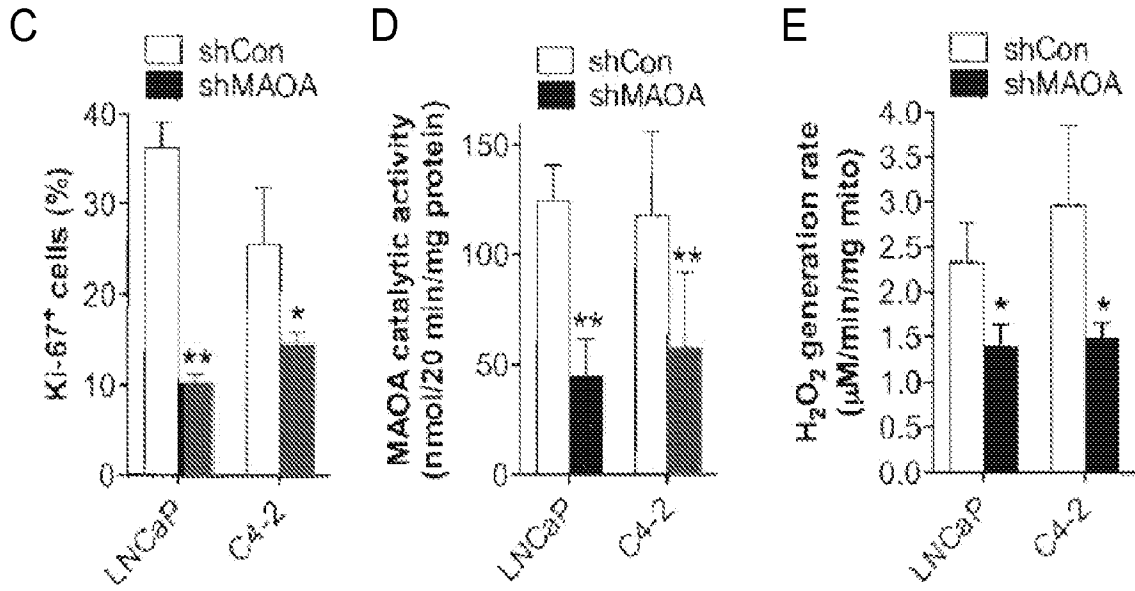 C
shCon
shMAOA
Ki-67⁺ cells (%)
40
30
20
10
0
**
*
LNCaP
C4-2
D
shCon
shMAOA
MAOA catalytic activity
(nmol/20 min/mg protein)
150
100
50
0
**
**
LNCaP
C4-2
E
shCon
shMAOA
H₂O₂ generation rate
(μM/min/mg mito)
4.0
3.5
3.0
2.5
2.0
1.5
1.0
0.5
0.0
*
*
LNCaP
C4-2